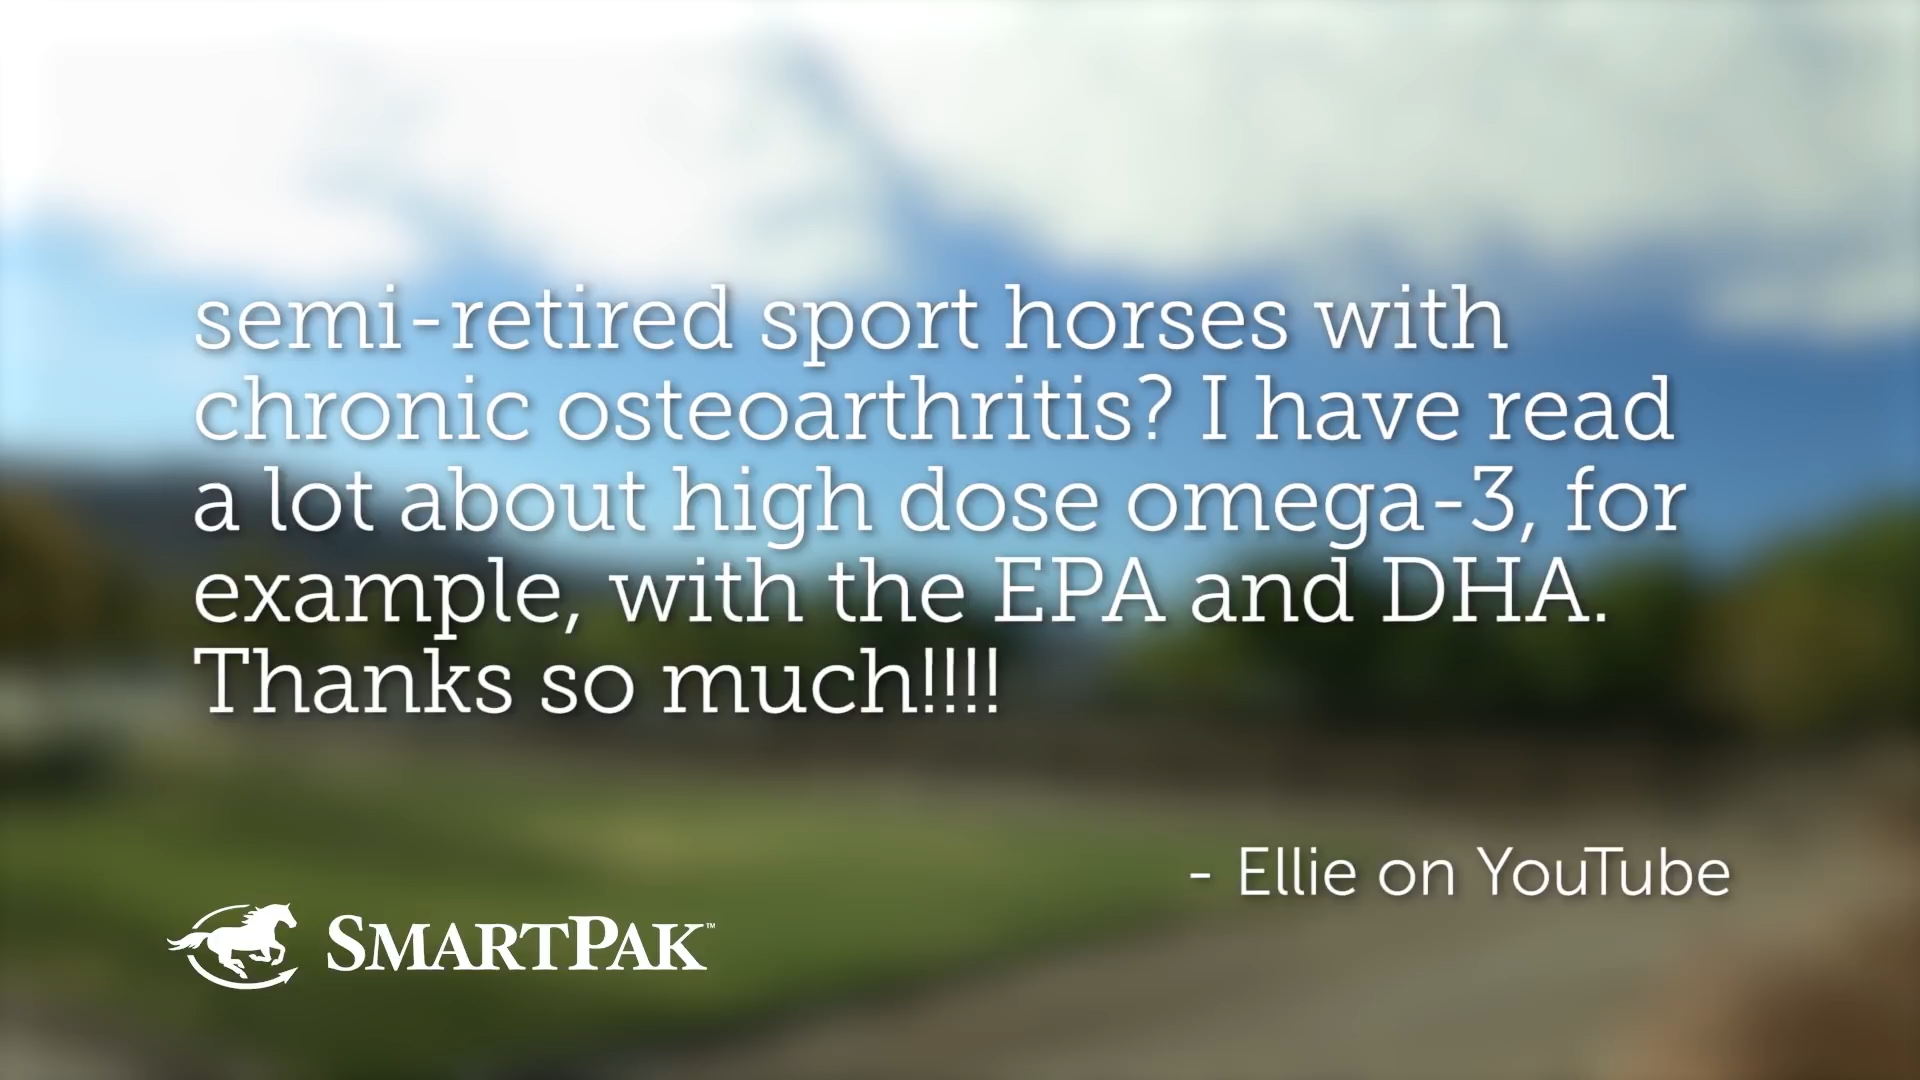 semi-retired sport horses with
chronic osteoarthritis? I have read
a lot about high dose omega-3, for
example, with the EPA and DHA.
Thanks so much!!!!
- Ellie on YouTube
SMARTPAK™